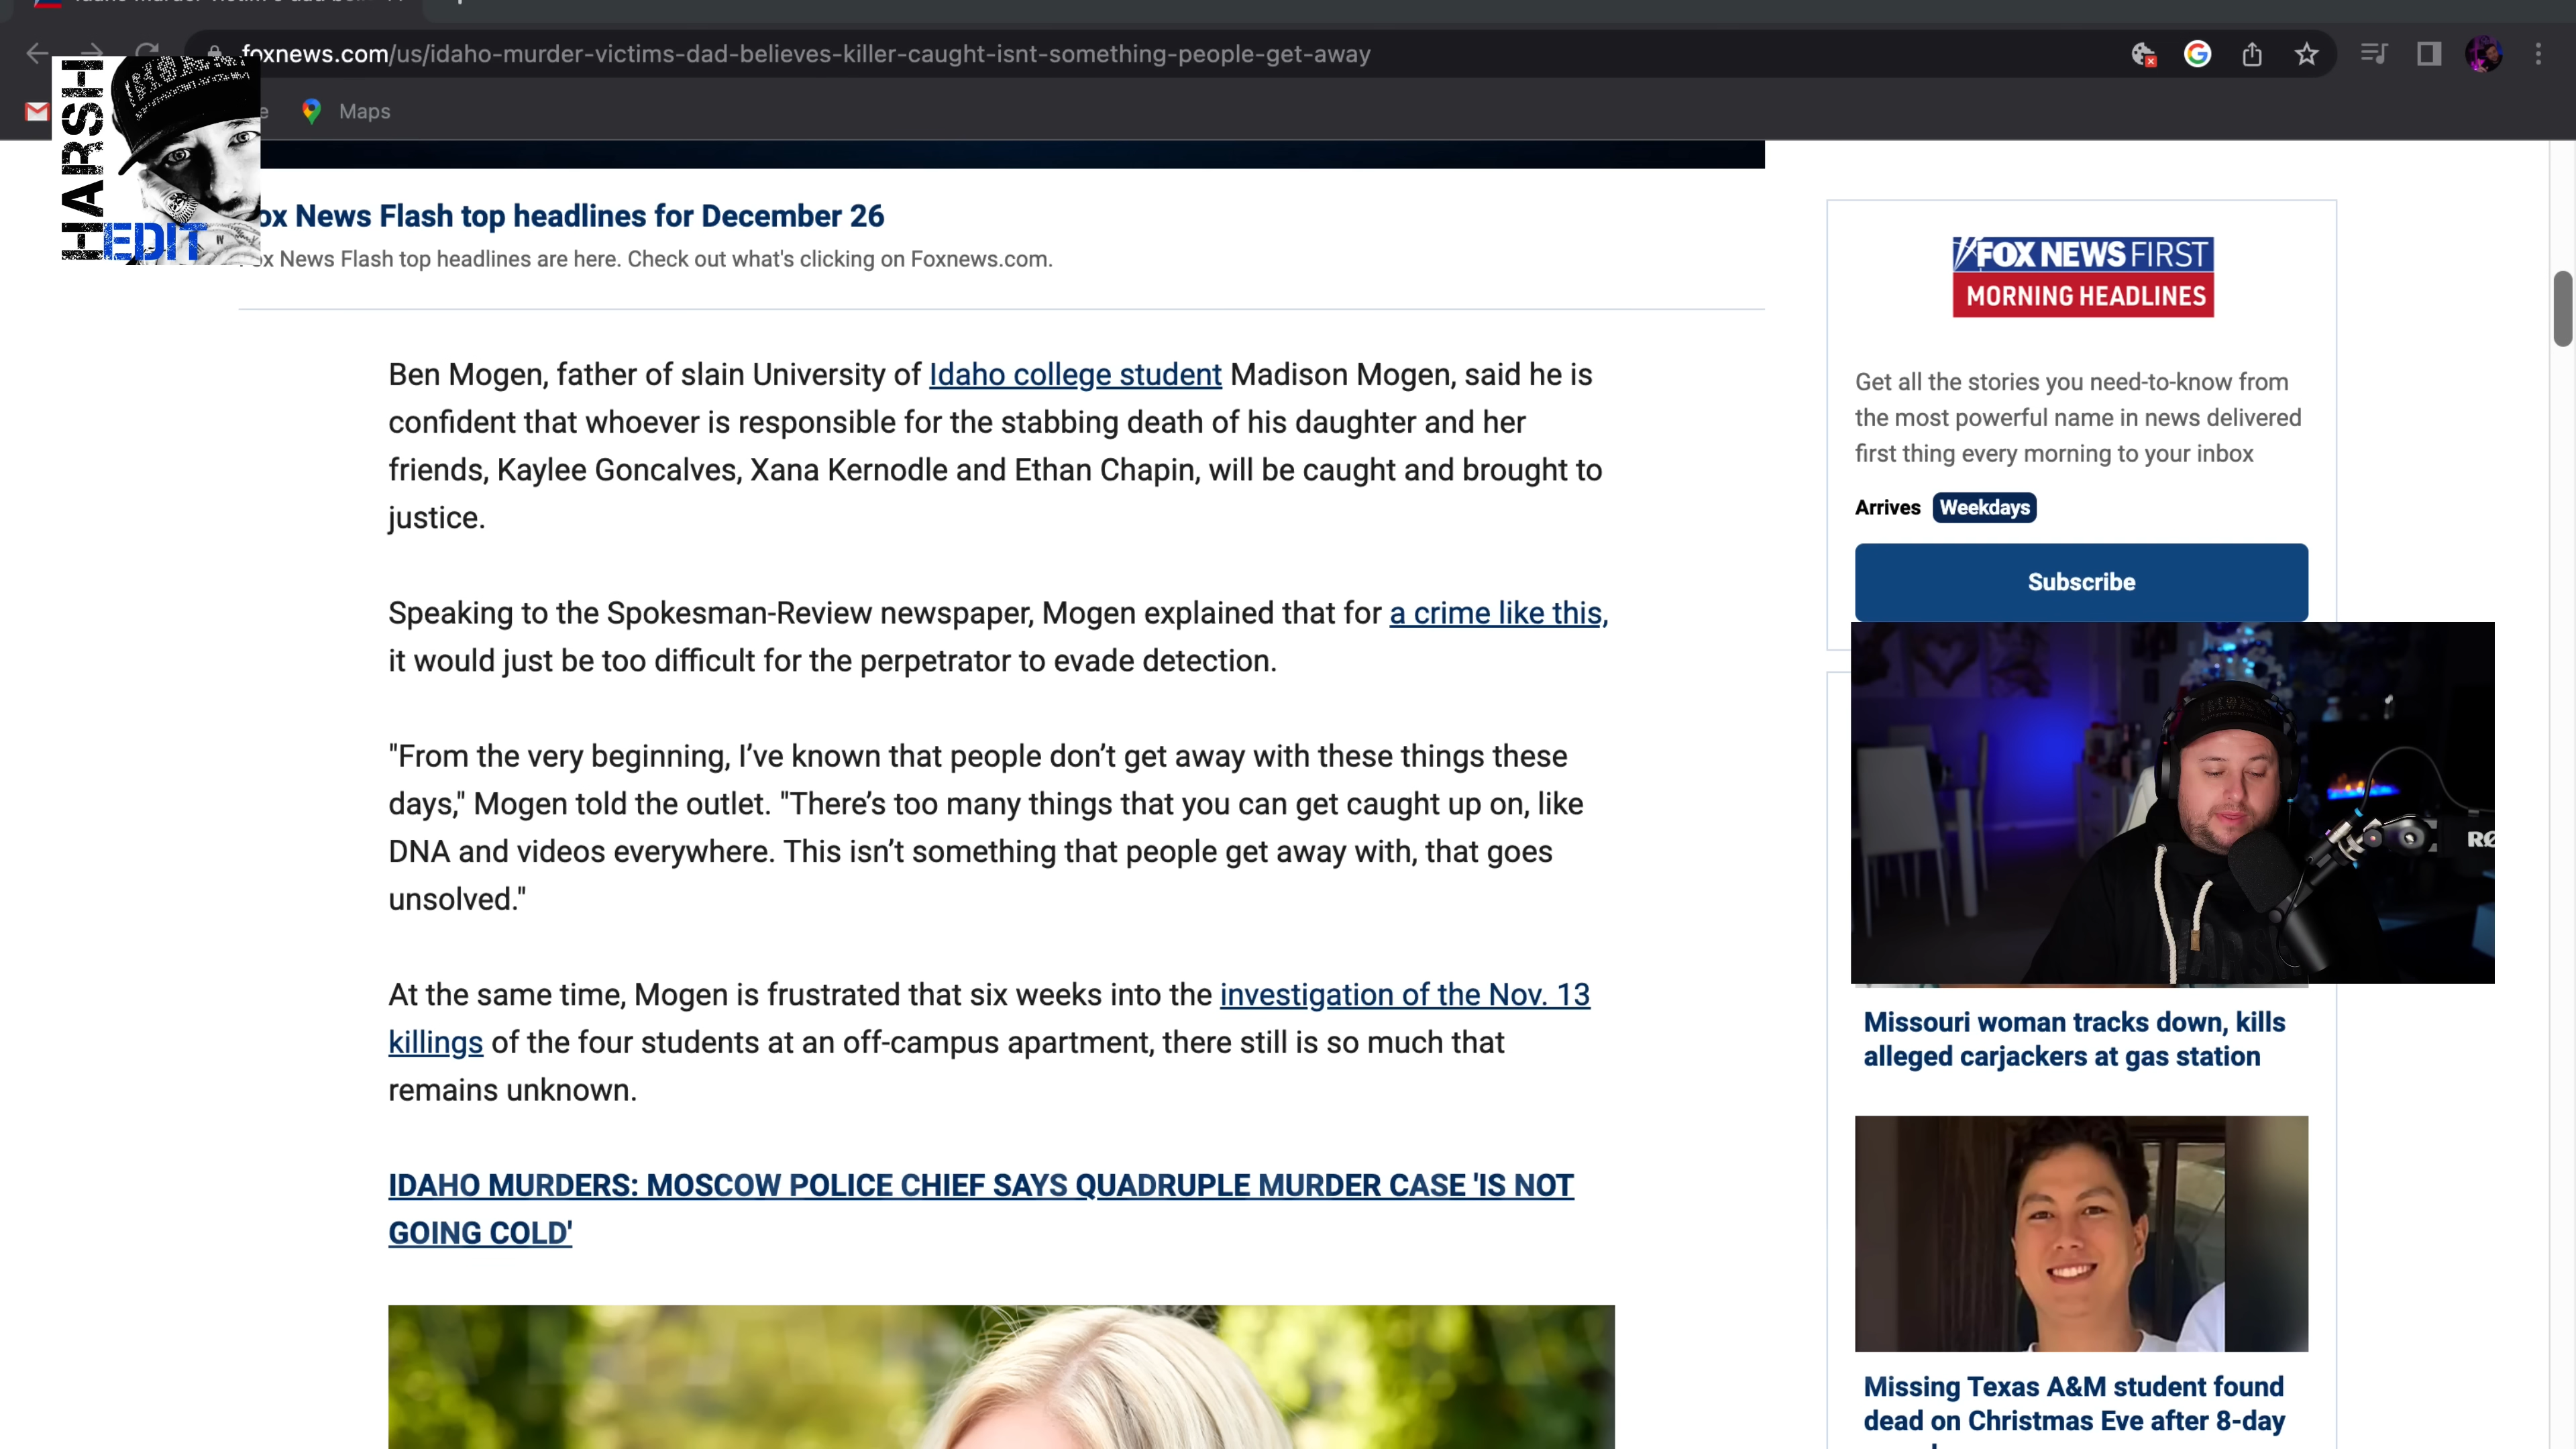 foxnews.com/us/idaho-murder-victims-dad-believes-killer-caught-isnt-something-people-get-away
Maps
HARSH
EDIT
ox News Flash top headlines for December 26
ox News Flash top headlines are here. Check out what's clicking on Foxnews.com.
Ben Mogen, father of slain University of Idaho college student Madison Mogen, said he is
confident that whoever is responsible for the stabbing death of his daughter and her
friends, Kaylee Goncalves, Xana Kernodle and Ethan Chapin, will be caught and brought to
justice.
Speaking to the Spokesman-Review newspaper, Mogen explained that for a crime like this,
it would just be too difficult for the perpetrator to evade detection.
"From the very beginning, I’ve known that people don’t get away with these things these
days," Mogen told the outlet. "There’s too many things that you can get caught up on, like
DNA and videos everywhere. This isn’t something that people get away with, that goes
unsolved."
At the same time, Mogen is frustrated that six weeks into the investigation of the Nov. 13
killings of the four students at an off-campus apartment, there still is so much that
remains unknown.
IDAHO MURDERS: MOSCOW POLICE CHIEF SAYS QUADRUPLE MURDER CASE 'IS NOT
GOING COLD'
FOX NEWS FIRST
MORNING HEADLINES
Get all the stories you need-to-know from
the most powerful name in news delivered
first thing every morning to your inbox
Arrives Weekdays
Subscribe
RØ
Missouri woman tracks down, kills
alleged carjackers at gas station
Missing Texas A&M student found
dead on Christmas Eve after 8-day